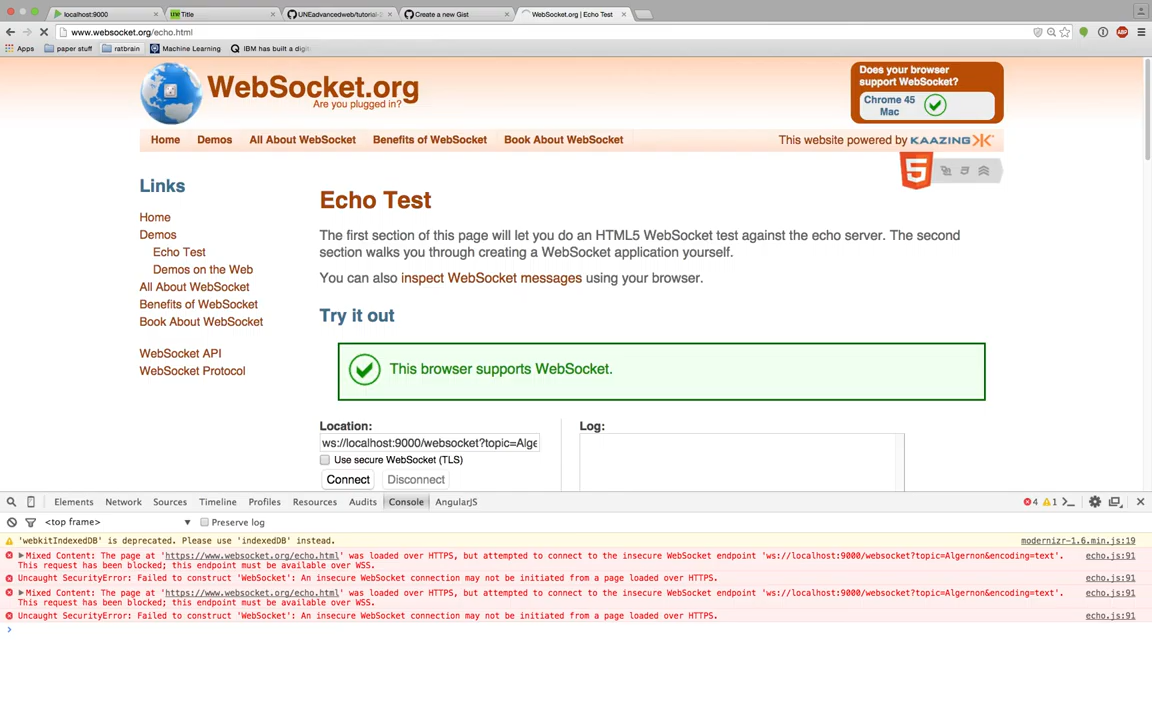 localhost:9000
une Title
UNEadvancedweb/tutorial-
Create a new Gist
WebSocket.org | Echo Test
www.websocket.org/echo.html
Apps
paper stuff
ratbrain
Machine Learning
IBM has built a digi
WebSocket.org
Are you plugged in?
Does your browser
support WebSocket?
Chrome 45
Mac
Home Demos All About WebSocket Benefits of WebSocket Book About WebSocket
This website powered by KAAZING
5
Links
Home
Demos
Echo Test
Demos on the Web
All About WebSocket
Benefits of WebSocket
Book About WebSocket
WebSocket API
WebSocket Protocol
Echo Test
The first section of this page will let you do an HTML5 WebSocket test against the echo server. The second
section walks you through creating a WebSocket application yourself.
You can also inspect WebSocket messages using your browser.
Try it out
This browser supports WebSocket.
Location:
ws://localhost:9000/websocket?topic=Alge
Use secure WebSocket (TLS)
Connect Disconnect
Log:
Elements Network Sources Timeline Profiles Resources Audits Console AngularJS
4 1
<top frame> Preserve log
'webkitIndexedDB' is deprecated. Please use 'indexedDB' instead. modernizr-1.6.min.js:19
Mixed Content: The page at 'https://www.websocket.org/echo.html' was loaded over HTTPS, but attempted to connect to the insecure WebSocket endpoint 'ws://localhost:9000/websocket?topic=Algernon&encoding=text'. echo.js:91
This request has been blocked; this endpoint must be available over WSS.
Uncaught SecurityError: Failed to construct 'WebSocket': An insecure WebSocket connection may not be initiated from a page loaded over HTTPS. echo.js:91
Mixed Content: The page at 'https://www.websocket.org/echo.html' was loaded over HTTPS, but attempted to connect to the insecure WebSocket endpoint 'ws://localhost:9000/websocket?topic=Algernon&encoding=text'. echo.js:91
This request has been blocked; this endpoint must be available over WSS.
Uncaught SecurityError: Failed to construct 'WebSocket': An insecure WebSocket connection may not be initiated from a page loaded over HTTPS. echo.js:91